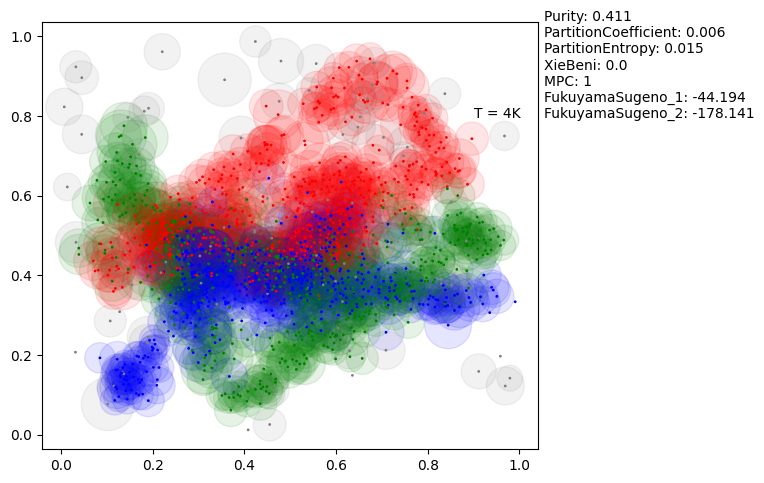 Purity: 0.411
PartitionCoefficient: 0.006
PartitionEntropy: 0.015
XieBeni: 0.0
MPC: 1
FukuyamaSugeno_1: -44.194
FukuyamaSugeno_2: -178.141
T = 4K
1.0
0.8
0.6
0.4
0.2
0.0
0.0 0.2 0.4 0.6 0.8 1.0